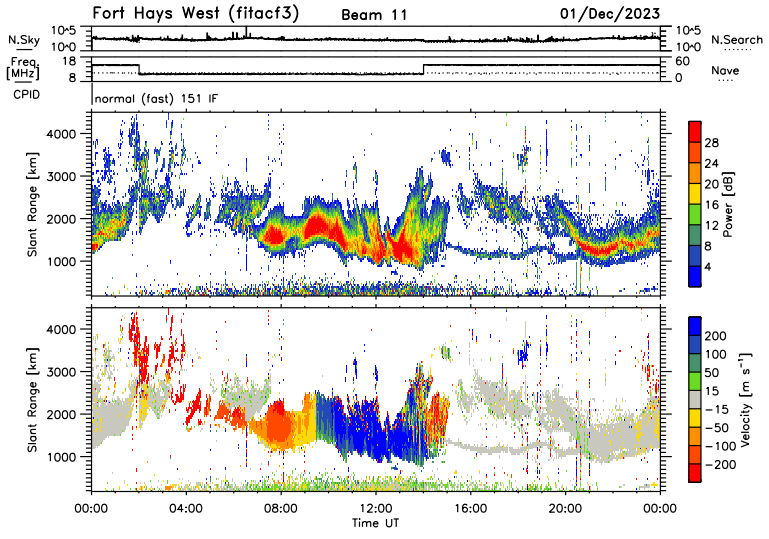 Fort Hays West (fitacf3) Beam 11 01/Dec/2023
N.Sky 10-5 10-0 10-5 10-0 N.Search
Freq. [MHz] 18 8 60 0 Nave
CPID normal (fast) 151 IF
Slant Range [km] 4000 3000 2000 1000
28 24 20 16 12 8 4 Power [dB]
Slant Range [km] 4000 3000 2000 1000
200 100 50 15 −15 −50 −100 −200 Velocity [m s⁻¹]
00:00 04:00 08:00 12:00 16:00 20:00 00:00
Time UT